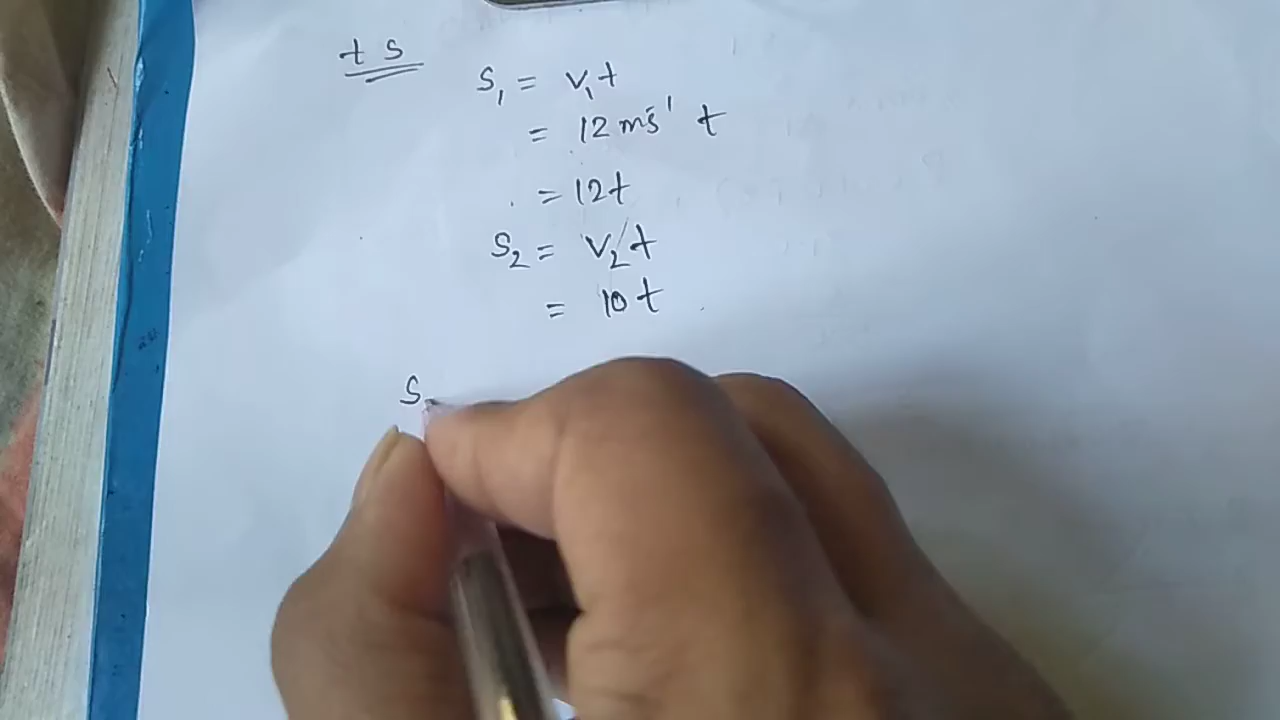 t s
S₁ = v₁t
= 12 ms⁻¹ t
= 12t
S₂ = v₂t
= 10t
S